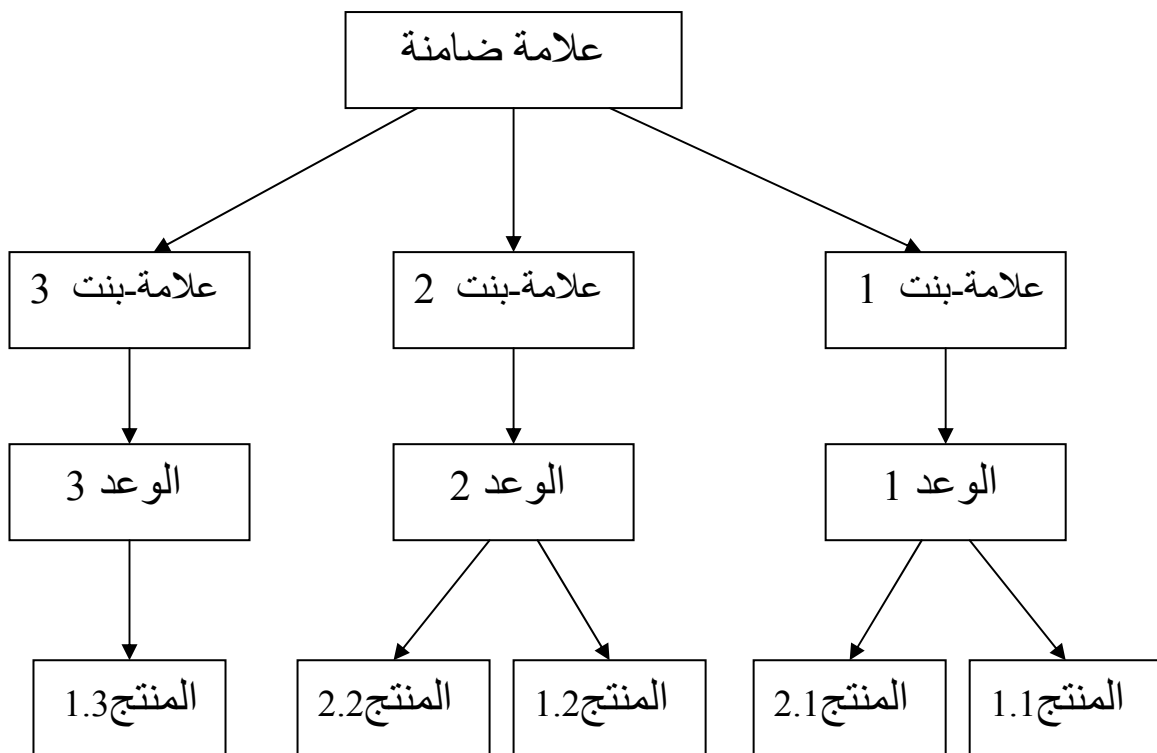 علامة ضامنة
علامة-بنت 1
علامة-بنت 2
علامة-بنت 3
الوعد 1
الوعد 2
الوعد 3
المنتج1.1
المنتج2.1
المنتج1.2
المنتج2.2
المنتج1.3